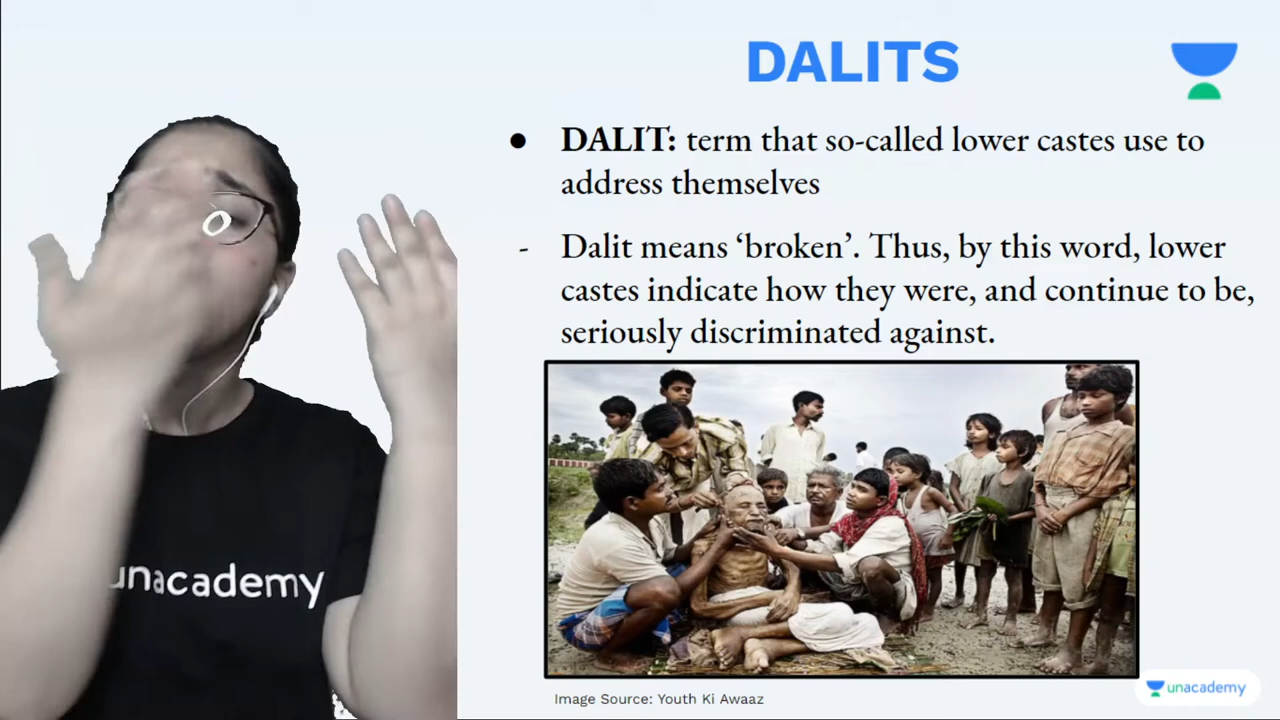 DALITS
● DALIT: term that so-called lower castes use to
address themselves
- Dalit means ‘broken’. Thus, by this word, lower
castes indicate how they were, and continue to be,
seriously discriminated against.
unacademy
Image Source: Youth Ki Awaaz
unacademy